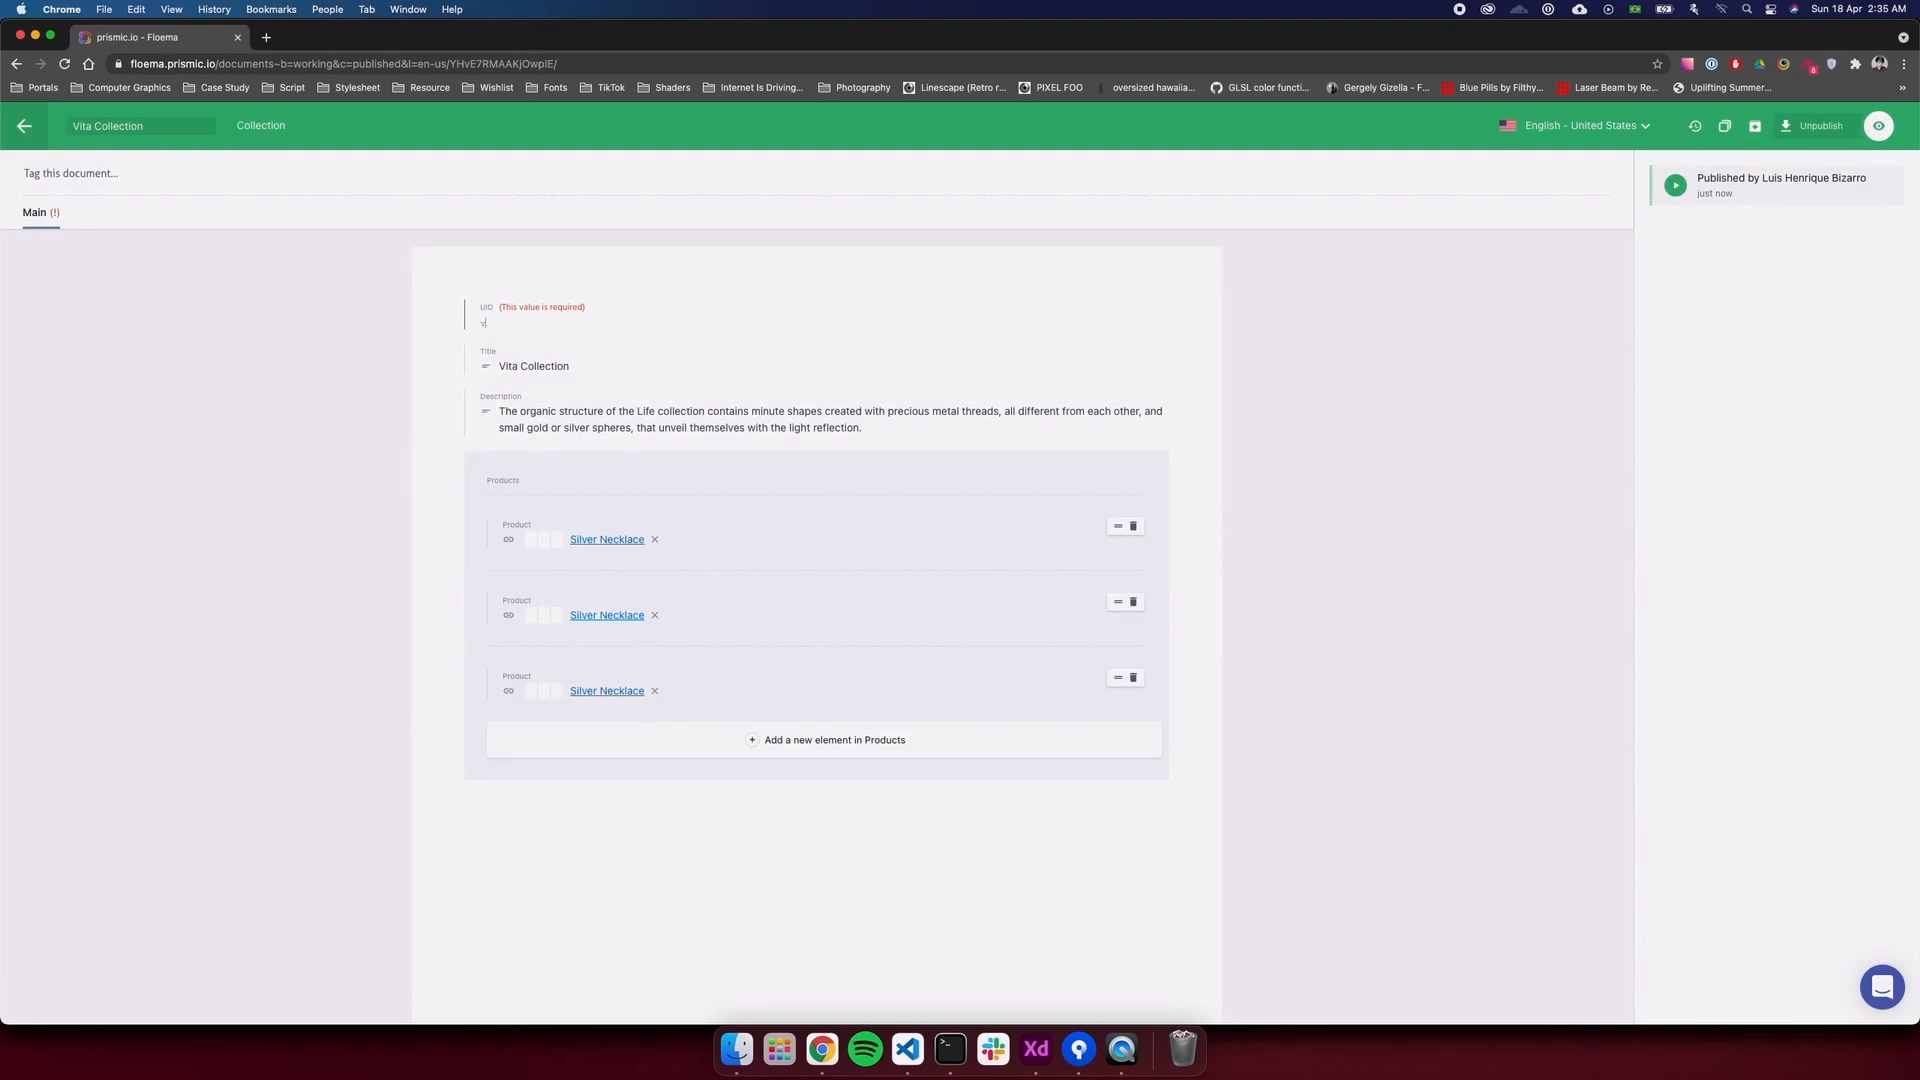 Chrome File Edit View History Bookmarks People Tab Window Help
Sun 18 Apr 2:35 AM
prismic.io - Floema
floema.prismic.io/documents~b=working&c=published&l=en-us/YHvE7RMAAKjOwplE/
Portals Computer Graphics Case Study Script Stylesheet Resource Wishlist Fonts TikTok Shaders Internet Is Driving... Photography Linescape (Retro r... PIXEL FOO oversized hawaiia... GLSL color functi... Gergely Gizella - F... Blue Pills by Filthy... Laser Beam by Re... Uplifting Summer... »
Vita Collection Collection
English - United States
Unpublish
Tag this document...
Published by Luis Henrique Bizarro
just now
Main (!)
UID (This value is required)
v
Title
Vita Collection
Description
The organic structure of the Life collection contains minute shapes created with precious metal threads, all different from each other, and
small gold or silver spheres, that unveil themselves with the light reflection.
Products
Product
Silver Necklace
Product
Silver Necklace
Product
Silver Necklace
+ Add a new element in Products
Xd